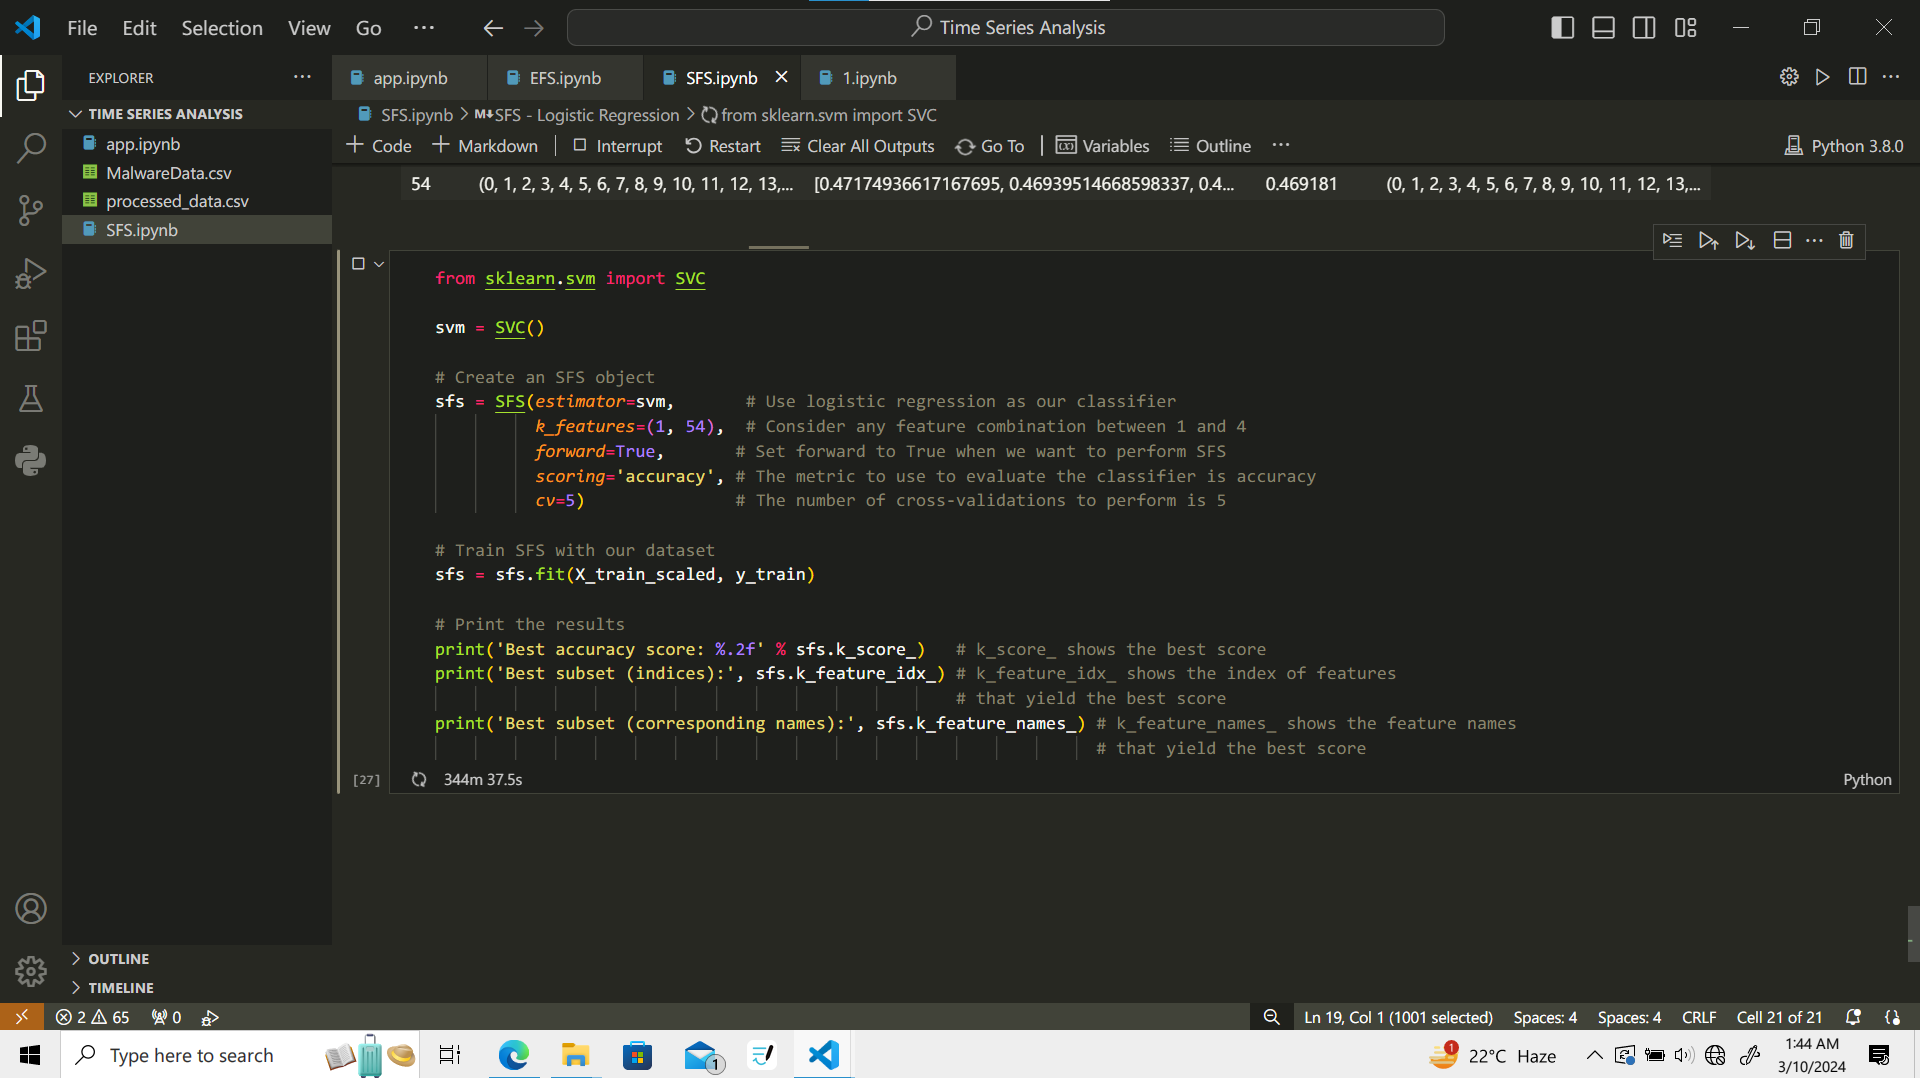 File Edit Selection View Go ··· Time Series Analysis
EXPLORER ···
app.ipynb EFS.ipynb SFS.ipynb 1.ipynb
TIME SERIES ANALYSIS
app.ipynb
MalwareData.csv
processed_data.csv
SFS.ipynb
SFS.ipynb > M↓SFS - Logistic Regression > from sklearn.svm import SVC
+ Code + Markdown | Interrupt Restart Clear All Outputs Go To | Variables Outline ··· Python 3.8.0
54 (0, 1, 2, 3, 4, 5, 6, 7, 8, 9, 10, 11, 12, 13,... [0.47174936617167695, 0.46939514668598337, 0.4... 0.469181 (0, 1, 2, 3, 4, 5, 6, 7, 8, 9, 10, 11, 12, 13,...
from sklearn.svm import SVC
svm = SVC()
# Create an SFS object
sfs = SFS(estimator=svm, # Use logistic regression as our classifier
k_features=(1, 54), # Consider any feature combination between 1 and 4
forward=True, # Set forward to True when we want to perform SFS
scoring='accuracy', # The metric to use to evaluate the classifier is accuracy
cv=5) # The number of cross-validations to perform is 5
# Train SFS with our dataset
sfs = sfs.fit(X_train_scaled, y_train)
# Print the results
print('Best accuracy score: %.2f' % sfs.k_score_) # k_score_ shows the best score
print('Best subset (indices):', sfs.k_feature_idx_) # k_feature_idx_ shows the index of features
# that yield the best score
print('Best subset (corresponding names):', sfs.k_feature_names_) # k_feature_names_ shows the feature names
# that yield the best score
[27] 344m 37.5s Python
OUTLINE
TIMELINE
2 65 0 Ln 19, Col 1 (1001 selected) Spaces: 4 Spaces: 4 CRLF Cell 21 of 21
Type here to search 1 1 22°C Haze 1:44 AM
3/10/2024